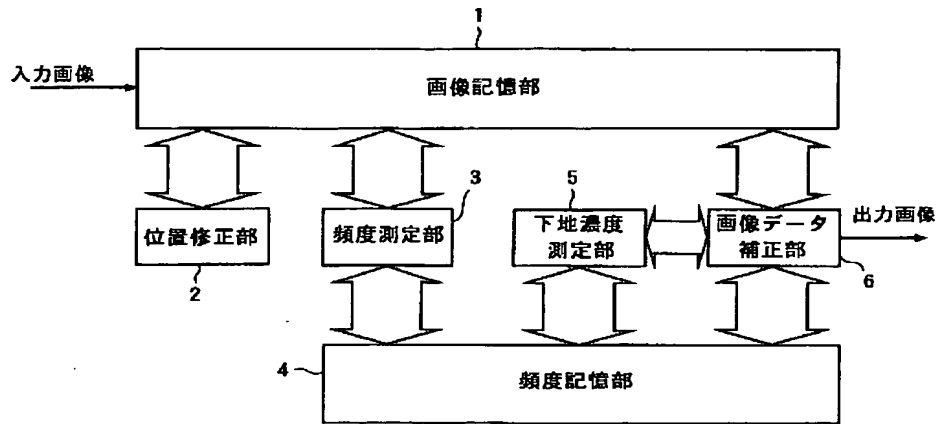 1
入力画像
画像記憶部
3
5
位置修正部
頻度測定部
下地濃度
測定部
画像データ
補正部
出力画像
2
6
4
頻度記憶部